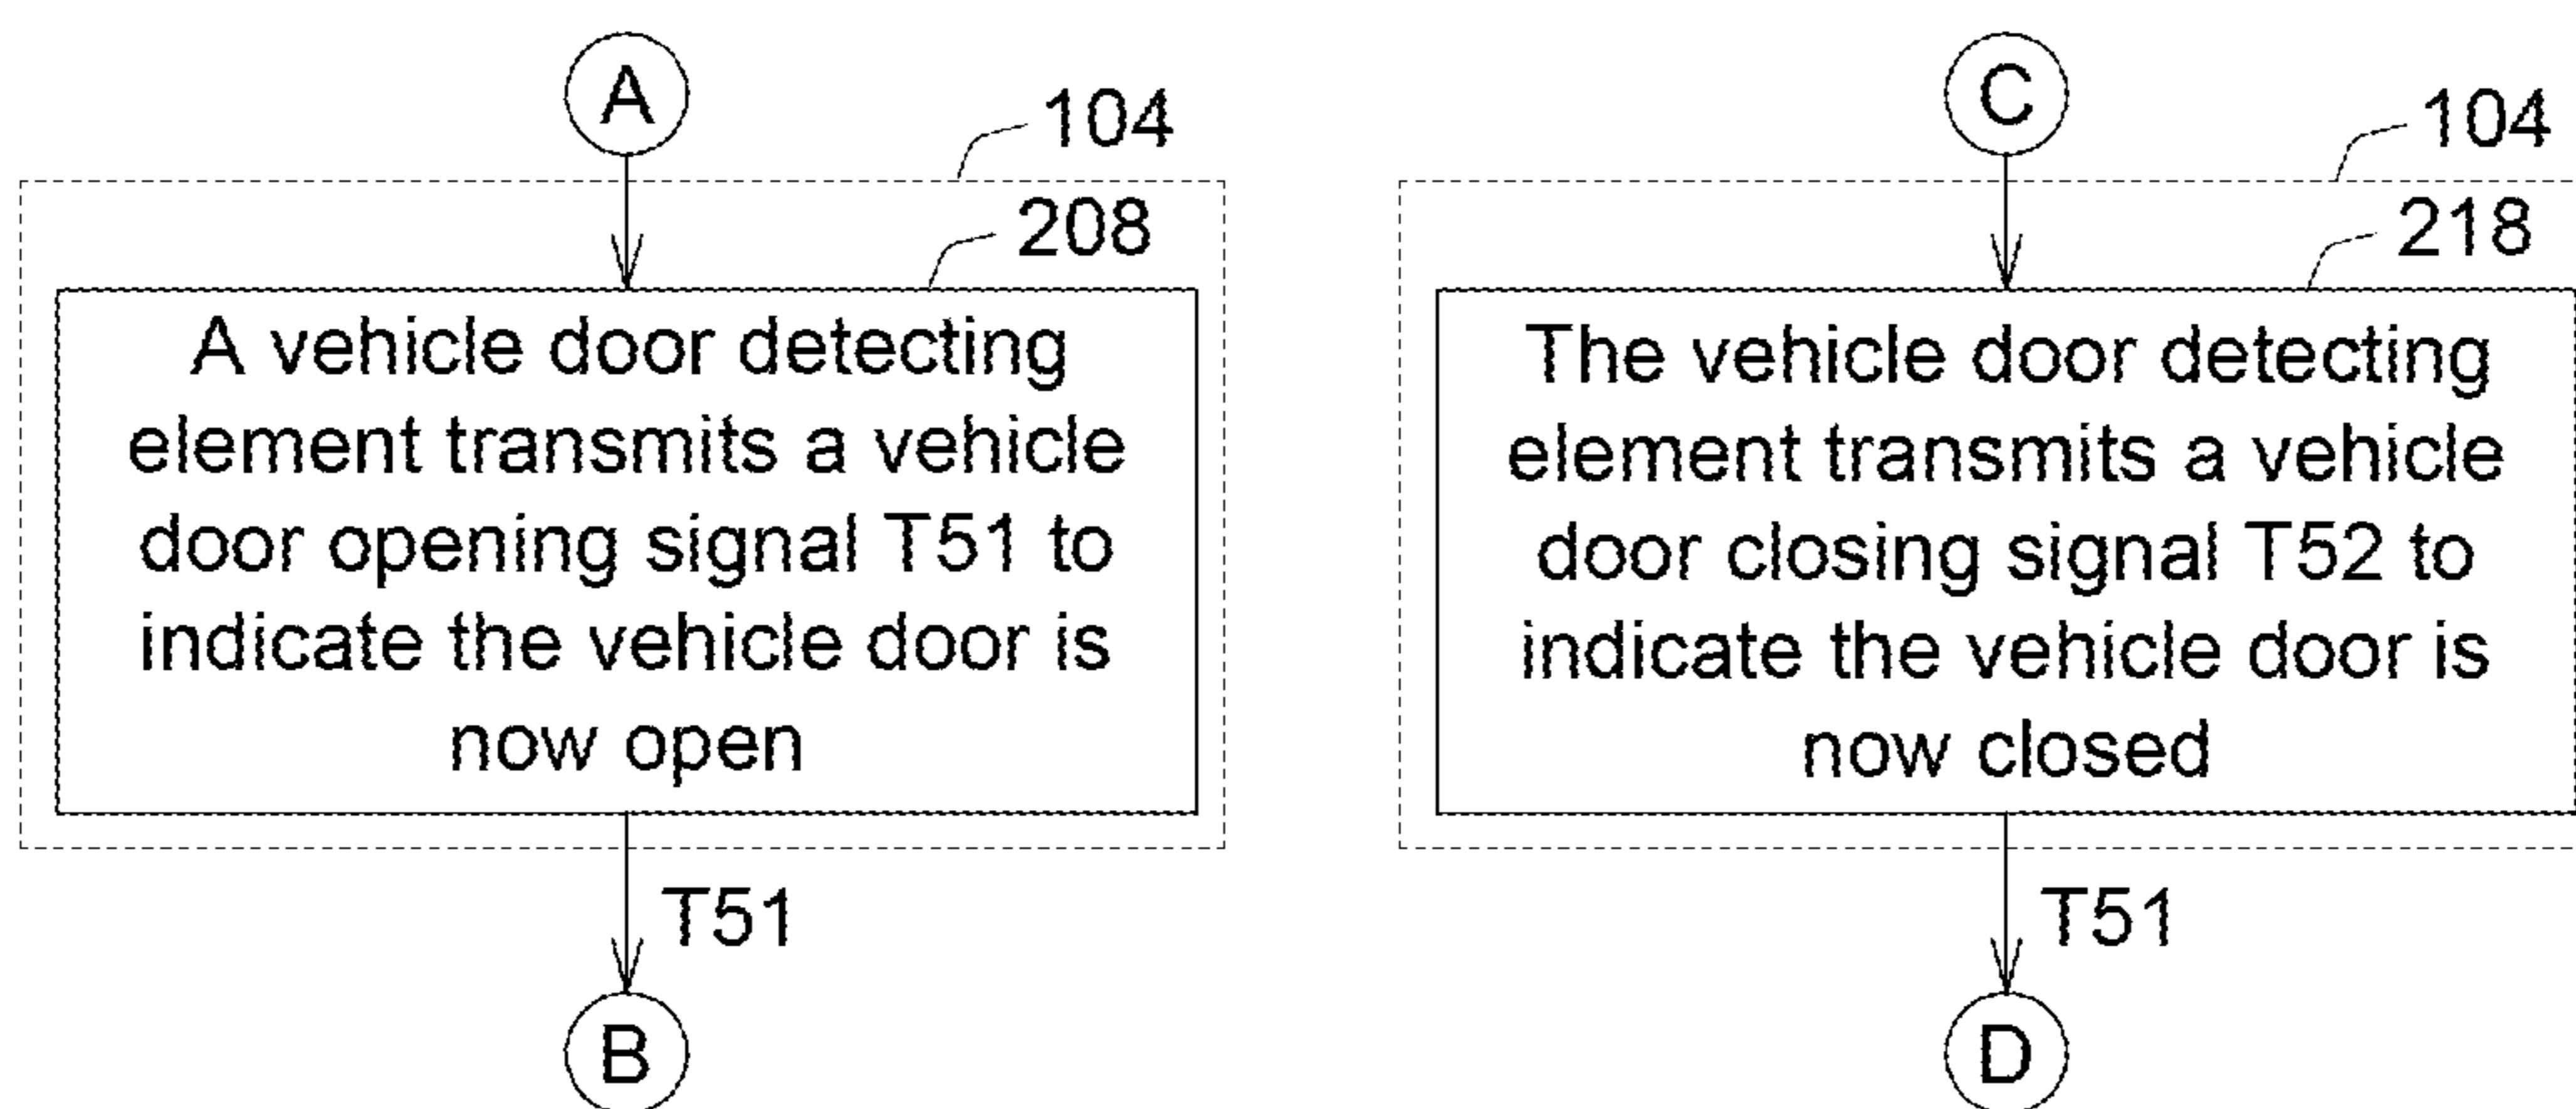 A
104
208
A vehicle door detecting
element transmits a vehicle
door opening signal T51 to
indicate the vehicle door is
now open
T51
B
C
104
218
The vehicle door detecting
element transmits a vehicle
door closing signal T52 to
indicate the vehicle door is
now closed
T51
D